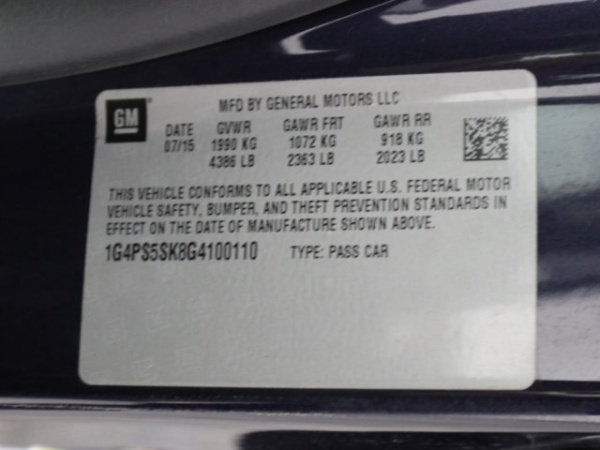 GM
MFD BY GENERAL MOTORS LLC
DATE GVWR GAWR FRT GAWR RR
07/15 1990 KG 1072 KG 918 KG
4386 LB 2363 LB 2023 LB
THIS VEHICLE CONFORMS TO ALL APPLICABLE U.S. FEDERAL MOTOR
VEHICLE SAFETY, BUMPER, AND THEFT PREVENTION STANDARDS IN
EFFECT ON THE DATE OF MANUFACTURE SHOWN ABOVE.
1G4PS5SK8G4100110 TYPE: PASS CAR